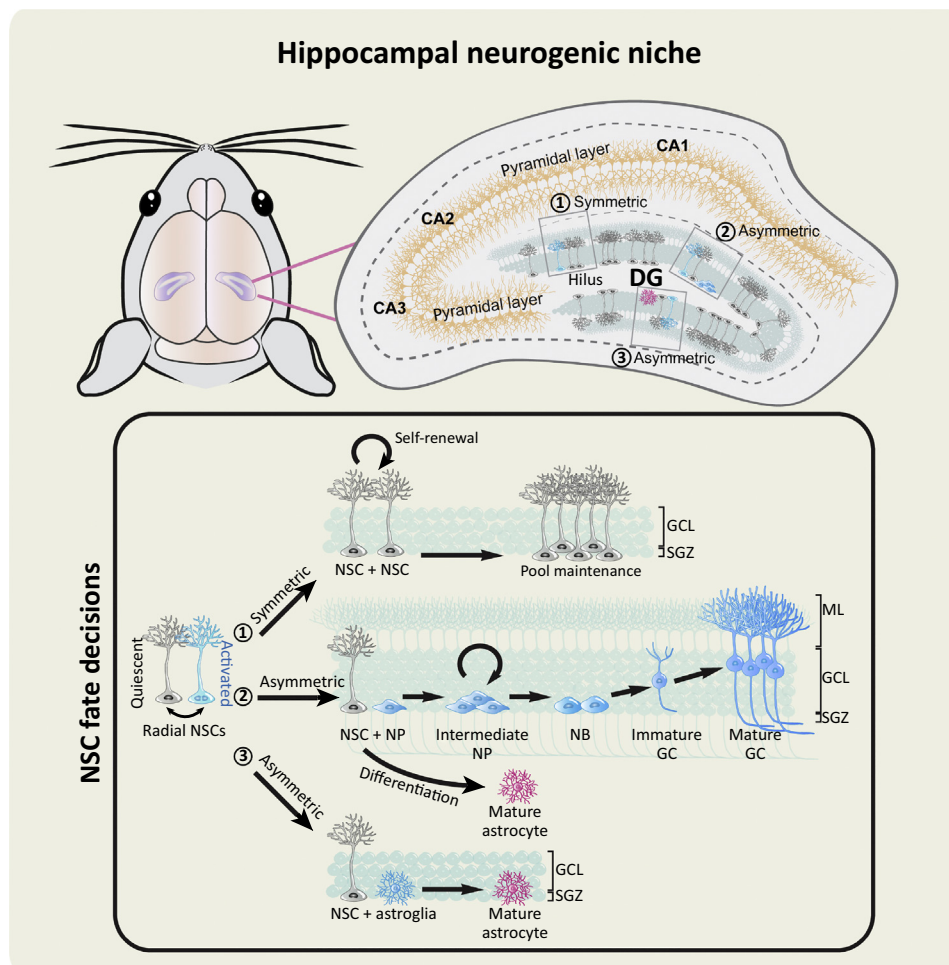 Hippocampal neurogenic niche
CA1
Pyramidal layer
① Symmetric
CA2
② Asymmetric
Hilus
DG
CA3
Pyramidal layer
③ Asymmetric
NSC fate decisions
Self-renewal
GCL
SGZ
NSC + NSC
Pool maintenance
① Symmetric
Quiescent
Activated
Radial NSCs
② Asymmetric
ML
GCL
SGZ
NSC + NP
Intermediate
NP
NB
Immature
GC
Mature
GC
Differentiation
Mature
astrocyte
③ Asymmetric
GCL
SGZ
NSC + astroglia
Mature
astrocyte